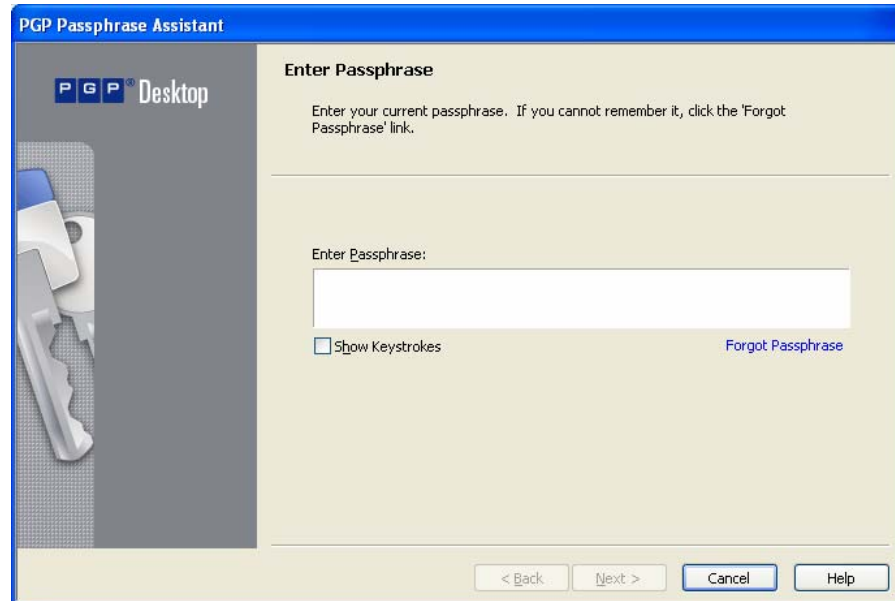 PGP Passphrase Assistant
PGP® Desktop
Enter Passphrase
Enter your current passphrase. If you cannot remember it, click the 'Forgot
Passphrase' link.
Enter Passphrase:
Show Keystrokes
Forgot Passphrase
< Back
Next >
Cancel
Help